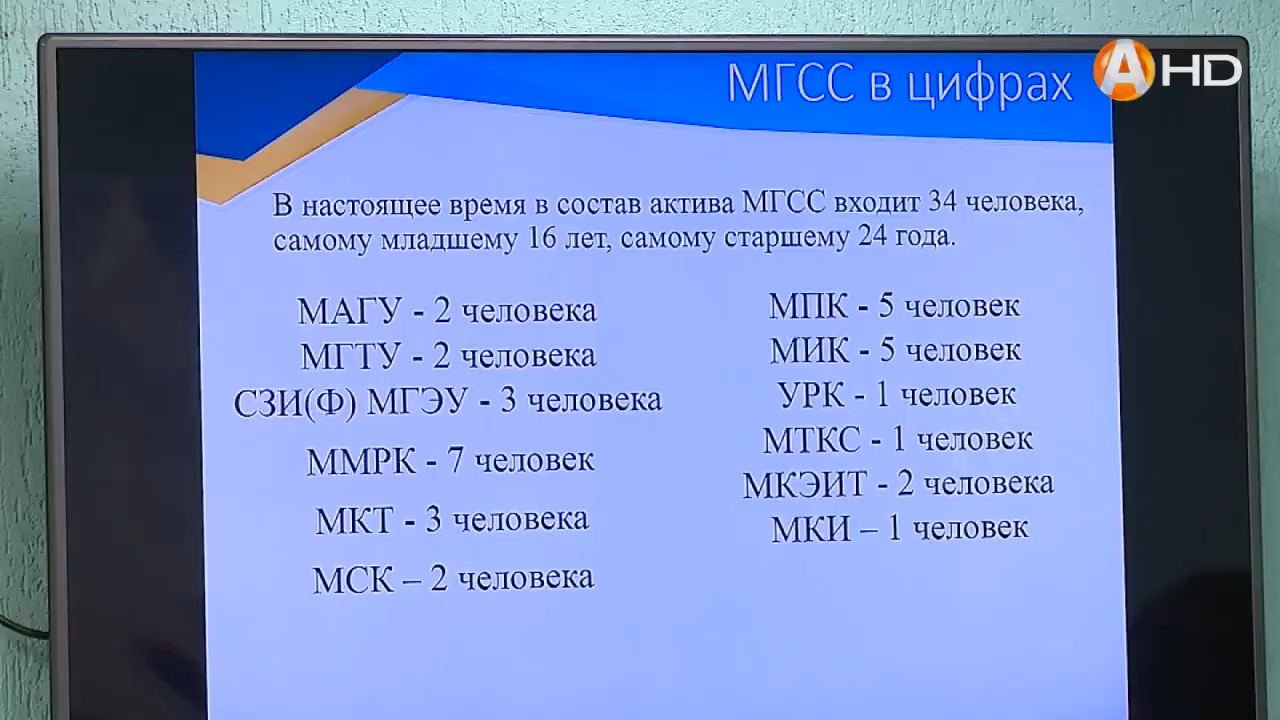 МГСС в цифрах
А HD
В настоящее время в состав актива МГСС входит 34 человека,
самому младшему 16 лет, самому старшему 24 года.
МАГУ - 2 человека
МГТУ - 2 человека
СЗИ(Ф) МГЭУ - 3 человека
ММРК - 7 человек
МКТ - 3 человека
МСК – 2 человека
МПК - 5 человек
МИК - 5 человек
УРК - 1 человек
МТКС - 1 человек
МКЭИТ - 2 человека
МКИ – 1 человек